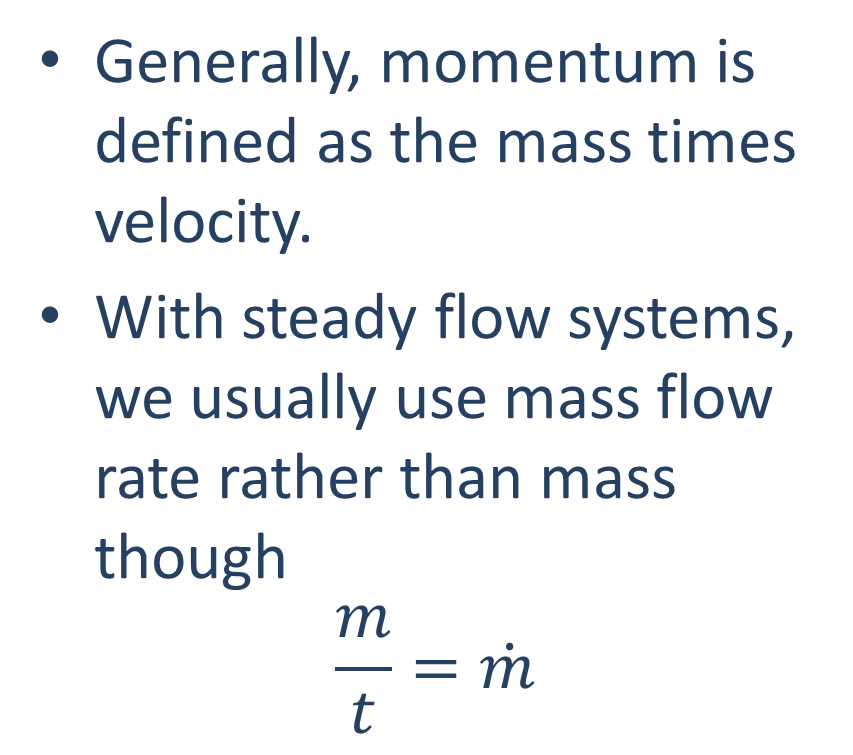 • Generally, momentum is
defined as the mass times
velocity.
• With steady flow systems,
we usually use mass flow
rate rather than mass
though
m/t = ṁ